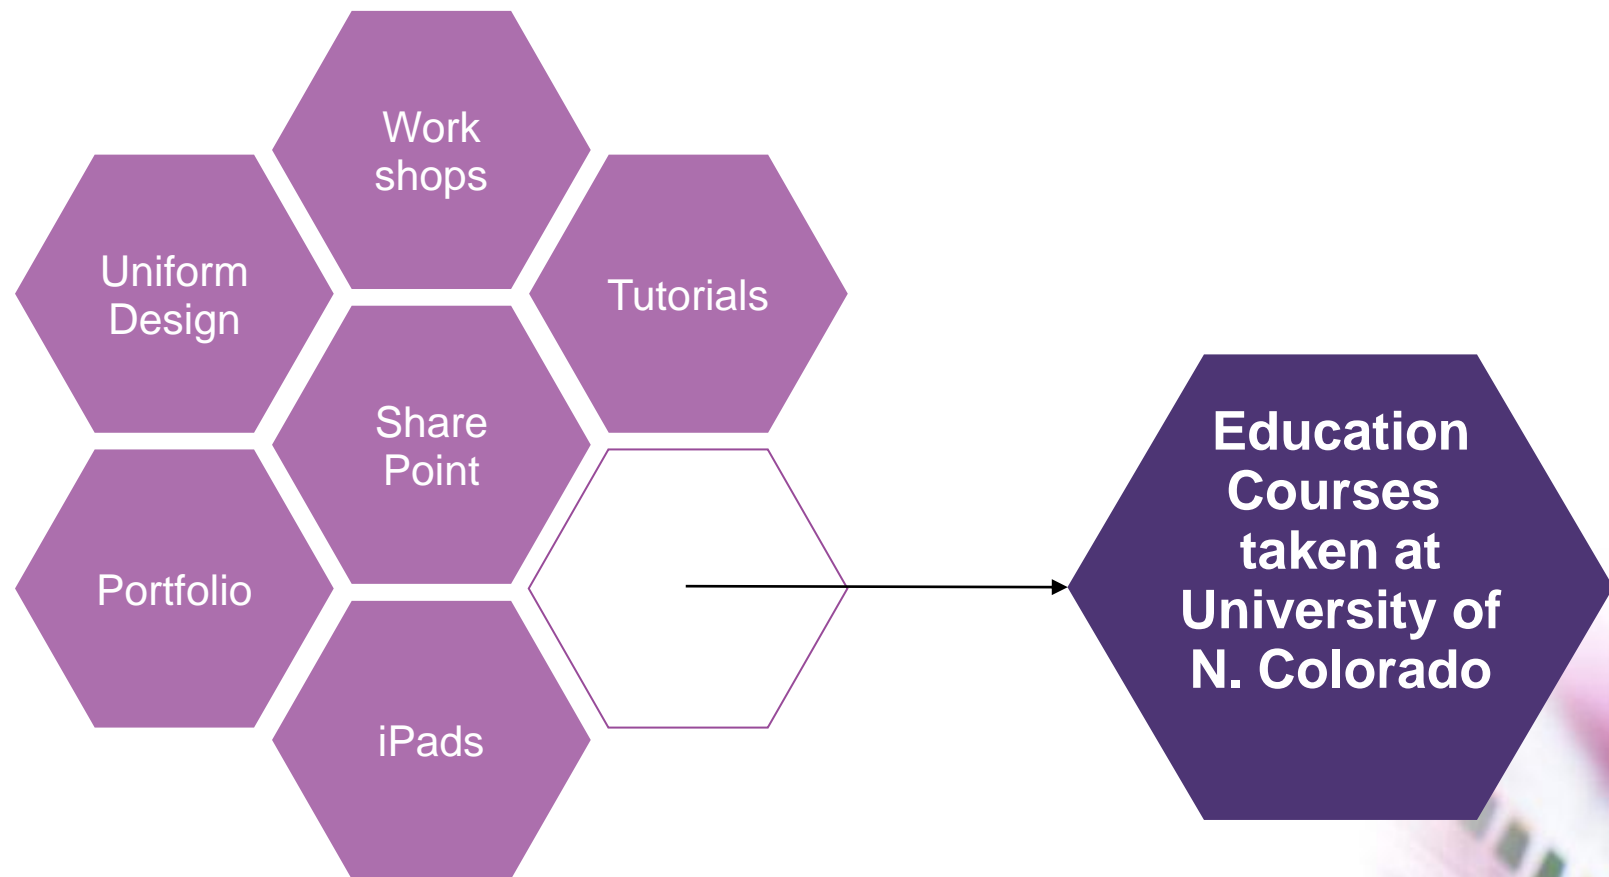 Work
shops
Uniform
Design
Tutorials
Share
Point
Portfolio
iPads
Education
Courses
taken at
University of
N. Colorado